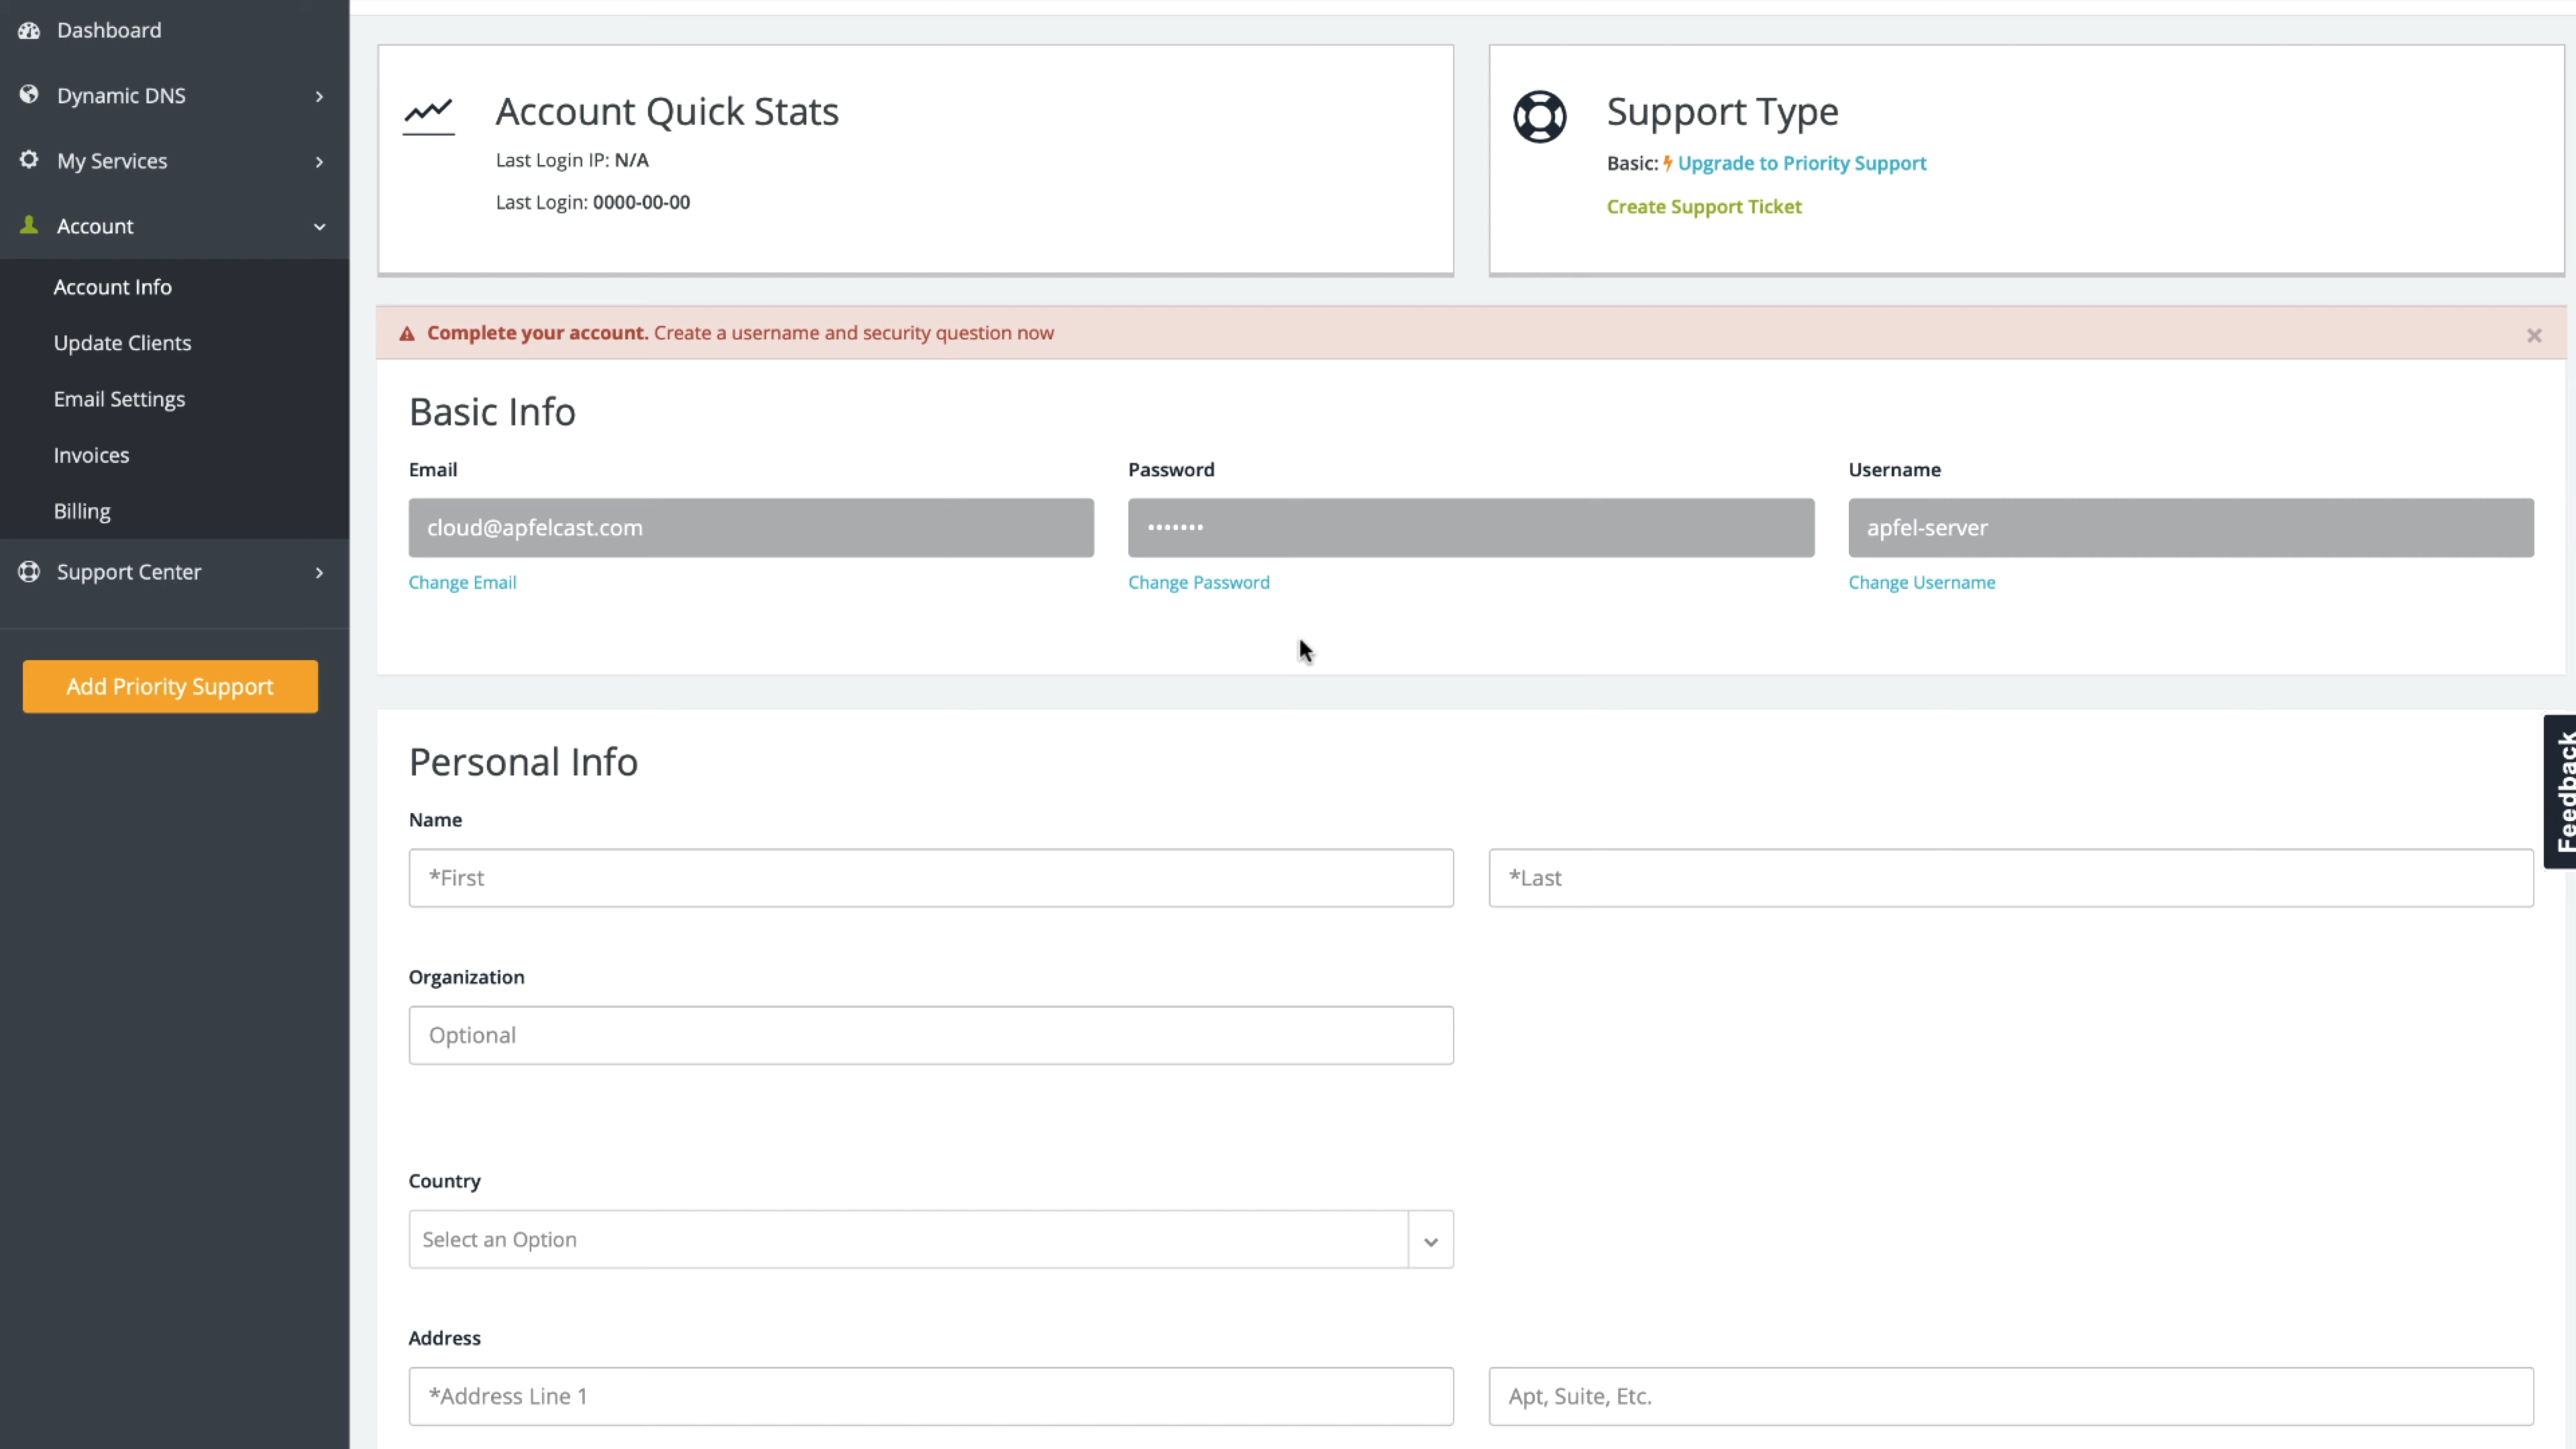 Dashboard
Dynamic DNS
My Services
Account
Account Info
Update Clients
Email Settings
Invoices
Billing
Support Center
Add Priority Support
Account Quick Stats
Last Login IP: N/A
Last Login: 0000-00-00
Support Type
Basic: Upgrade to Priority Support
Create Support Ticket
Complete your account. Create a username and security question now
Basic Info
Email
Password
Username
cloud@apfelcast.com
•••••••
apfel-server
Change Email
Change Password
Change Username
Personal Info
Name
*First
*Last
Organization
Optional
Country
Select an Option
Address
*Address Line 1
Apt, Suite, Etc.
Feedback